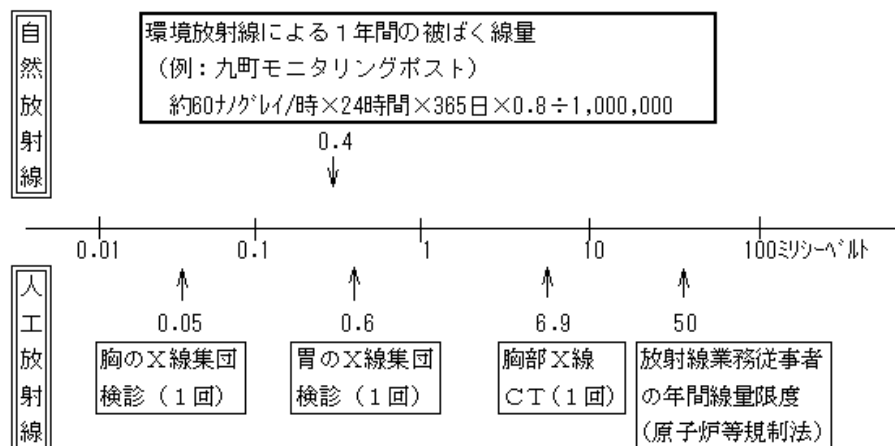 自然放射線
環境放射線による１年間の被ばく線量
（例：九町モニタリングポスト）
約60ﾅﾉｸﾞﾚｲ/時×24時間×365日×0.8÷1,000,000
0.4
↓
0.01 0.1 1 10 100ﾐﾘｼｰﾍﾞﾙﾄ
人工放射線
↑ ↑ ↑ ↑
0.05 0.6 6.9 50
胸のＸ線集団
検診（１回）
胃のＸ線集団
検診（１回）
胸部Ｘ線
ＣＴ(１回)
放射線業務従事者
の年間線量限度
(原子炉等規制法)